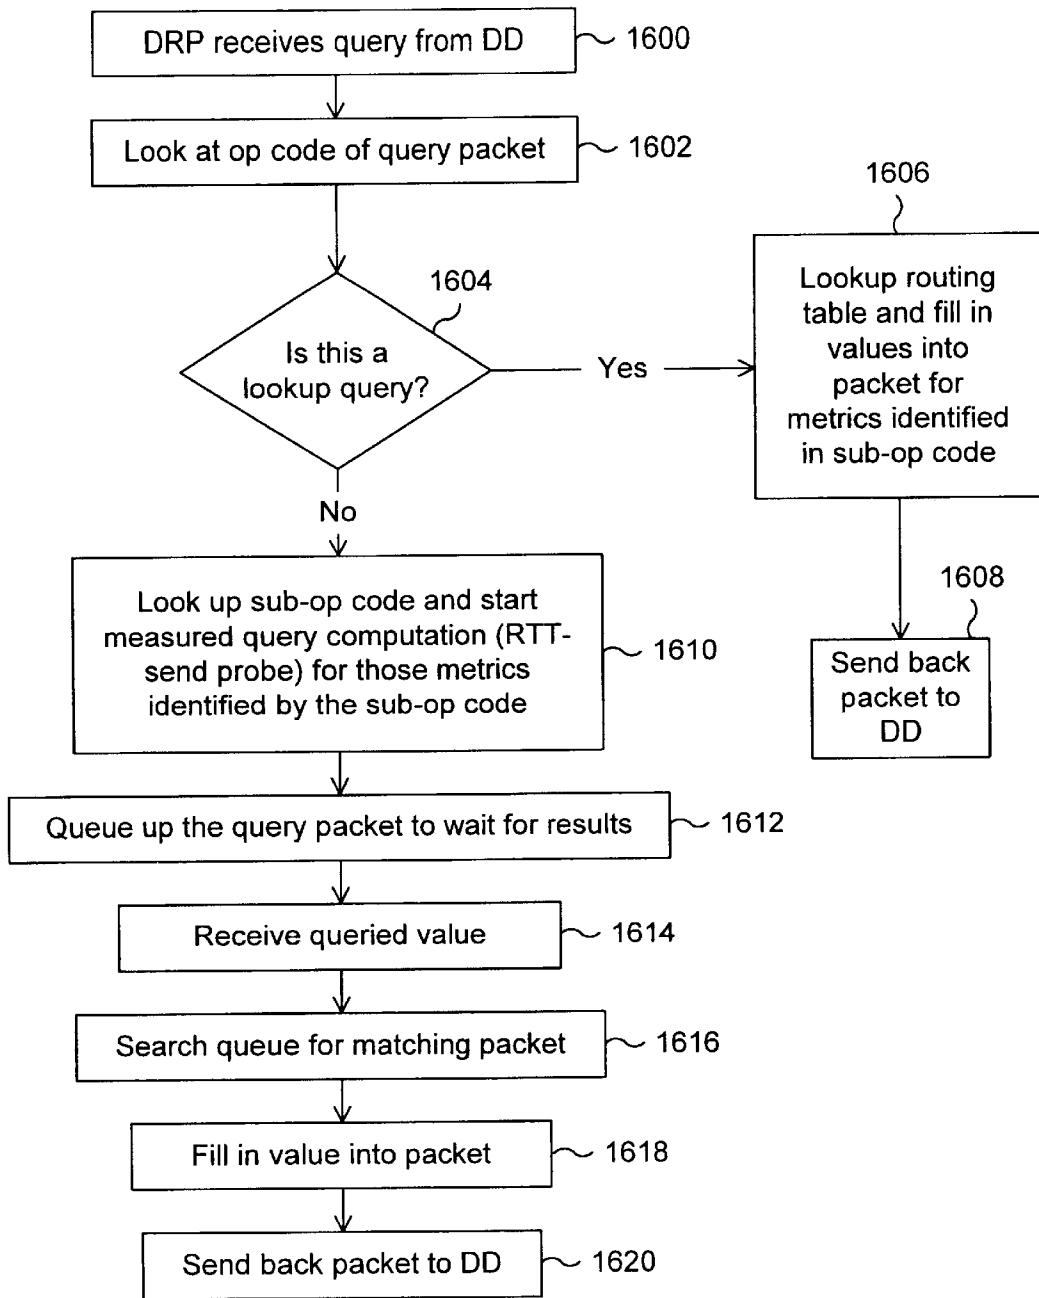 DRP receives query from DD
1600
Look at op code of query packet
1602
1604
Is this a
lookup query?
Yes
1606
Lookup routing
table and fill in
values into
packet for
metrics identified
in sub-op code
1608
Send back
packet to
DD
No
Look up sub-op code and start
measured query computation (RTT-
send probe) for those metrics
identified by the sub-op code
1610
Queue up the query packet to wait for results
1612
Receive queried value
1614
Search queue for matching packet
1616
Fill in value into packet
1618
Send back packet to DD
1620